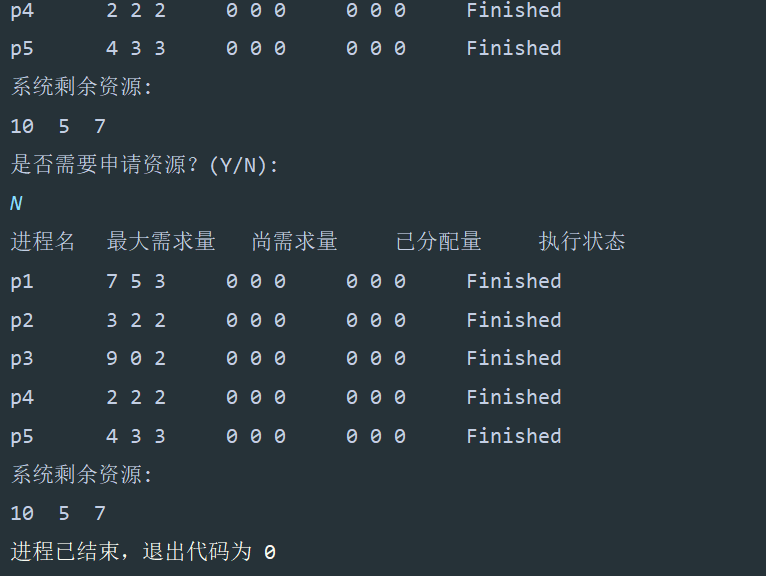 p4 2 2 2 0 0 0 0 0 0 Finished
p5 4 3 3 0 0 0 0 0 0 Finished
系统剩余资源:
10 5 7
是否需要申请资源？(Y/N):
N
进程名 最大需求量 尚需求量 已分配量 执行状态
p1 7 5 3 0 0 0 0 0 0 Finished
p2 3 2 2 0 0 0 0 0 0 Finished
p3 9 0 2 0 0 0 0 0 0 Finished
p4 2 2 2 0 0 0 0 0 0 Finished
p5 4 3 3 0 0 0 0 0 0 Finished
系统剩余资源:
10 5 7
进程已结束，退出代码为 0